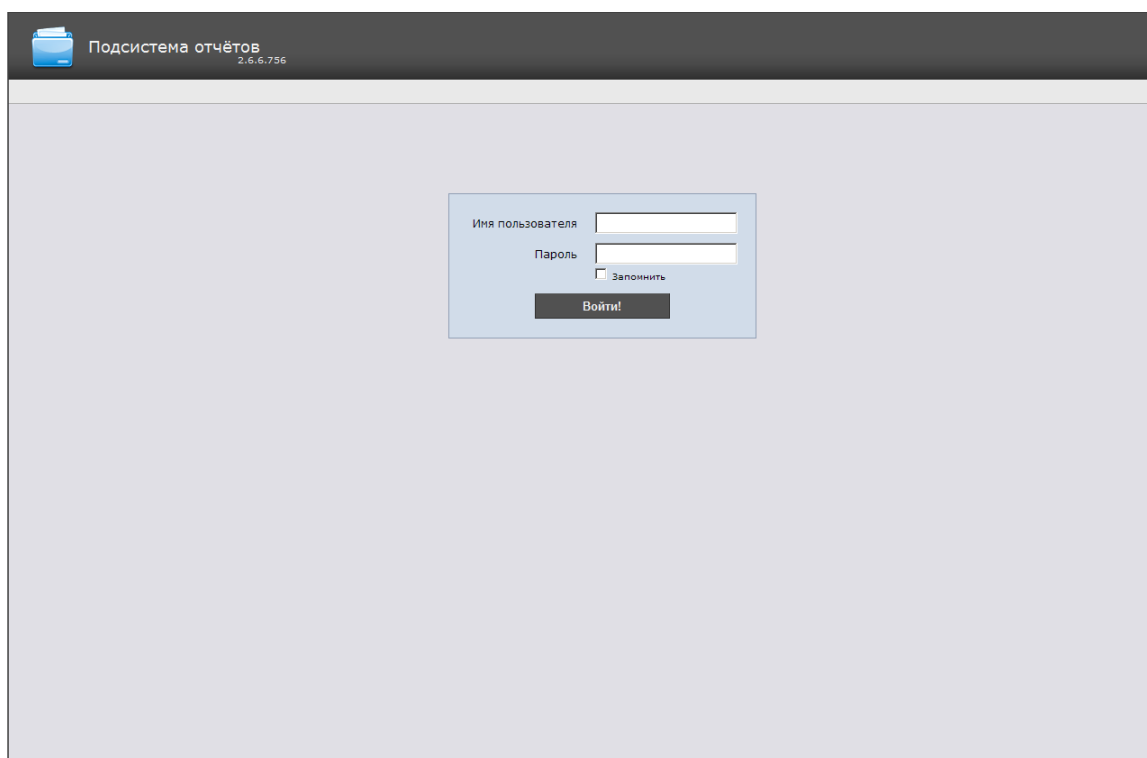 Подсистема отчётов
2.6.6.756
Имя пользователя
Пароль
Запомнить
Войти!